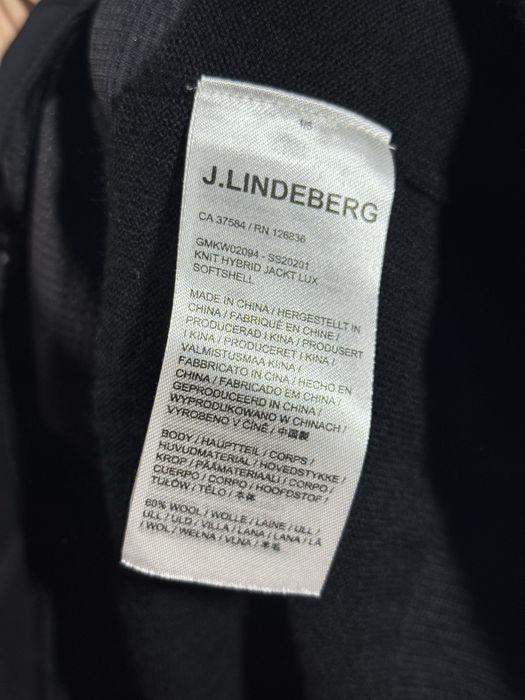 J.LINDEBERG
CA 37584 / RN 126836
GMKW02094 - SS20201
KNIT HYBRID JACKT LUX
SOFTSHELL
MADE IN CHINA / HERGESTELLT IN
CHINA / FABRIQUÉ EN CHINE /
PRODUCERAD I KINA / PRODUSERT
I KINA / PRODUCERET I KINA /
VALMISTUSMAA KIINA /
FABBRICATO IN CINA / HECHO EN
CHINA / FABRICADO EM CHINA /
GEPRODUCEERD IN CHINA /
WYPRODUKOWANO W CHINACH /
VYROBENO V ČÍNĚ / 中国製
BODY / HAUPTTEIL / CORPS /
HUVUDMATERIAL / HOVEDSTYKKE /
KROP / PÄÄMATERIAALI / CORPO /
CUERPO / CORPO / HOOFDSTOF /
TUŁÓW / TĚLO / 本体
60% WOOL / WOLLE / LAINE / ULL /
ULL / ULD / VILLA / LANA / LANA / LÃ
/ WOL / WEŁNA / VLNA / 羊毛